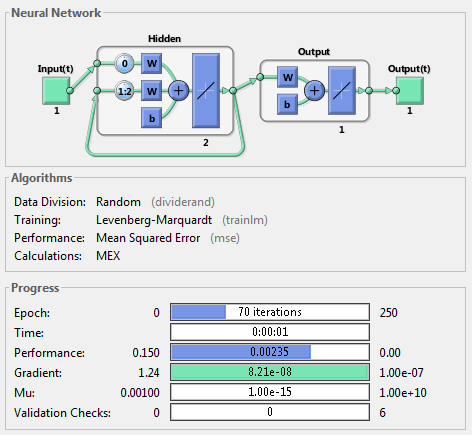 Neural Network
Hidden
Output
Input(t)
Output(t)
0
W
1:2
W
b
+
W
b
+
1
2
1
1
Algorithms
Data Division: Random (dividerand)
Training: Levenberg-Marquardt (trainlm)
Performance: Mean Squared Error (mse)
Calculations: MEX
Progress
Epoch: 0 70 iterations 250
Time: 0:00:01
Performance: 0.150 0.00235 0.00
Gradient: 1.24 8.21e-08 1.00e-07
Mu: 0.00100 1.00e-15 1.00e+10
Validation Checks: 0 0 6